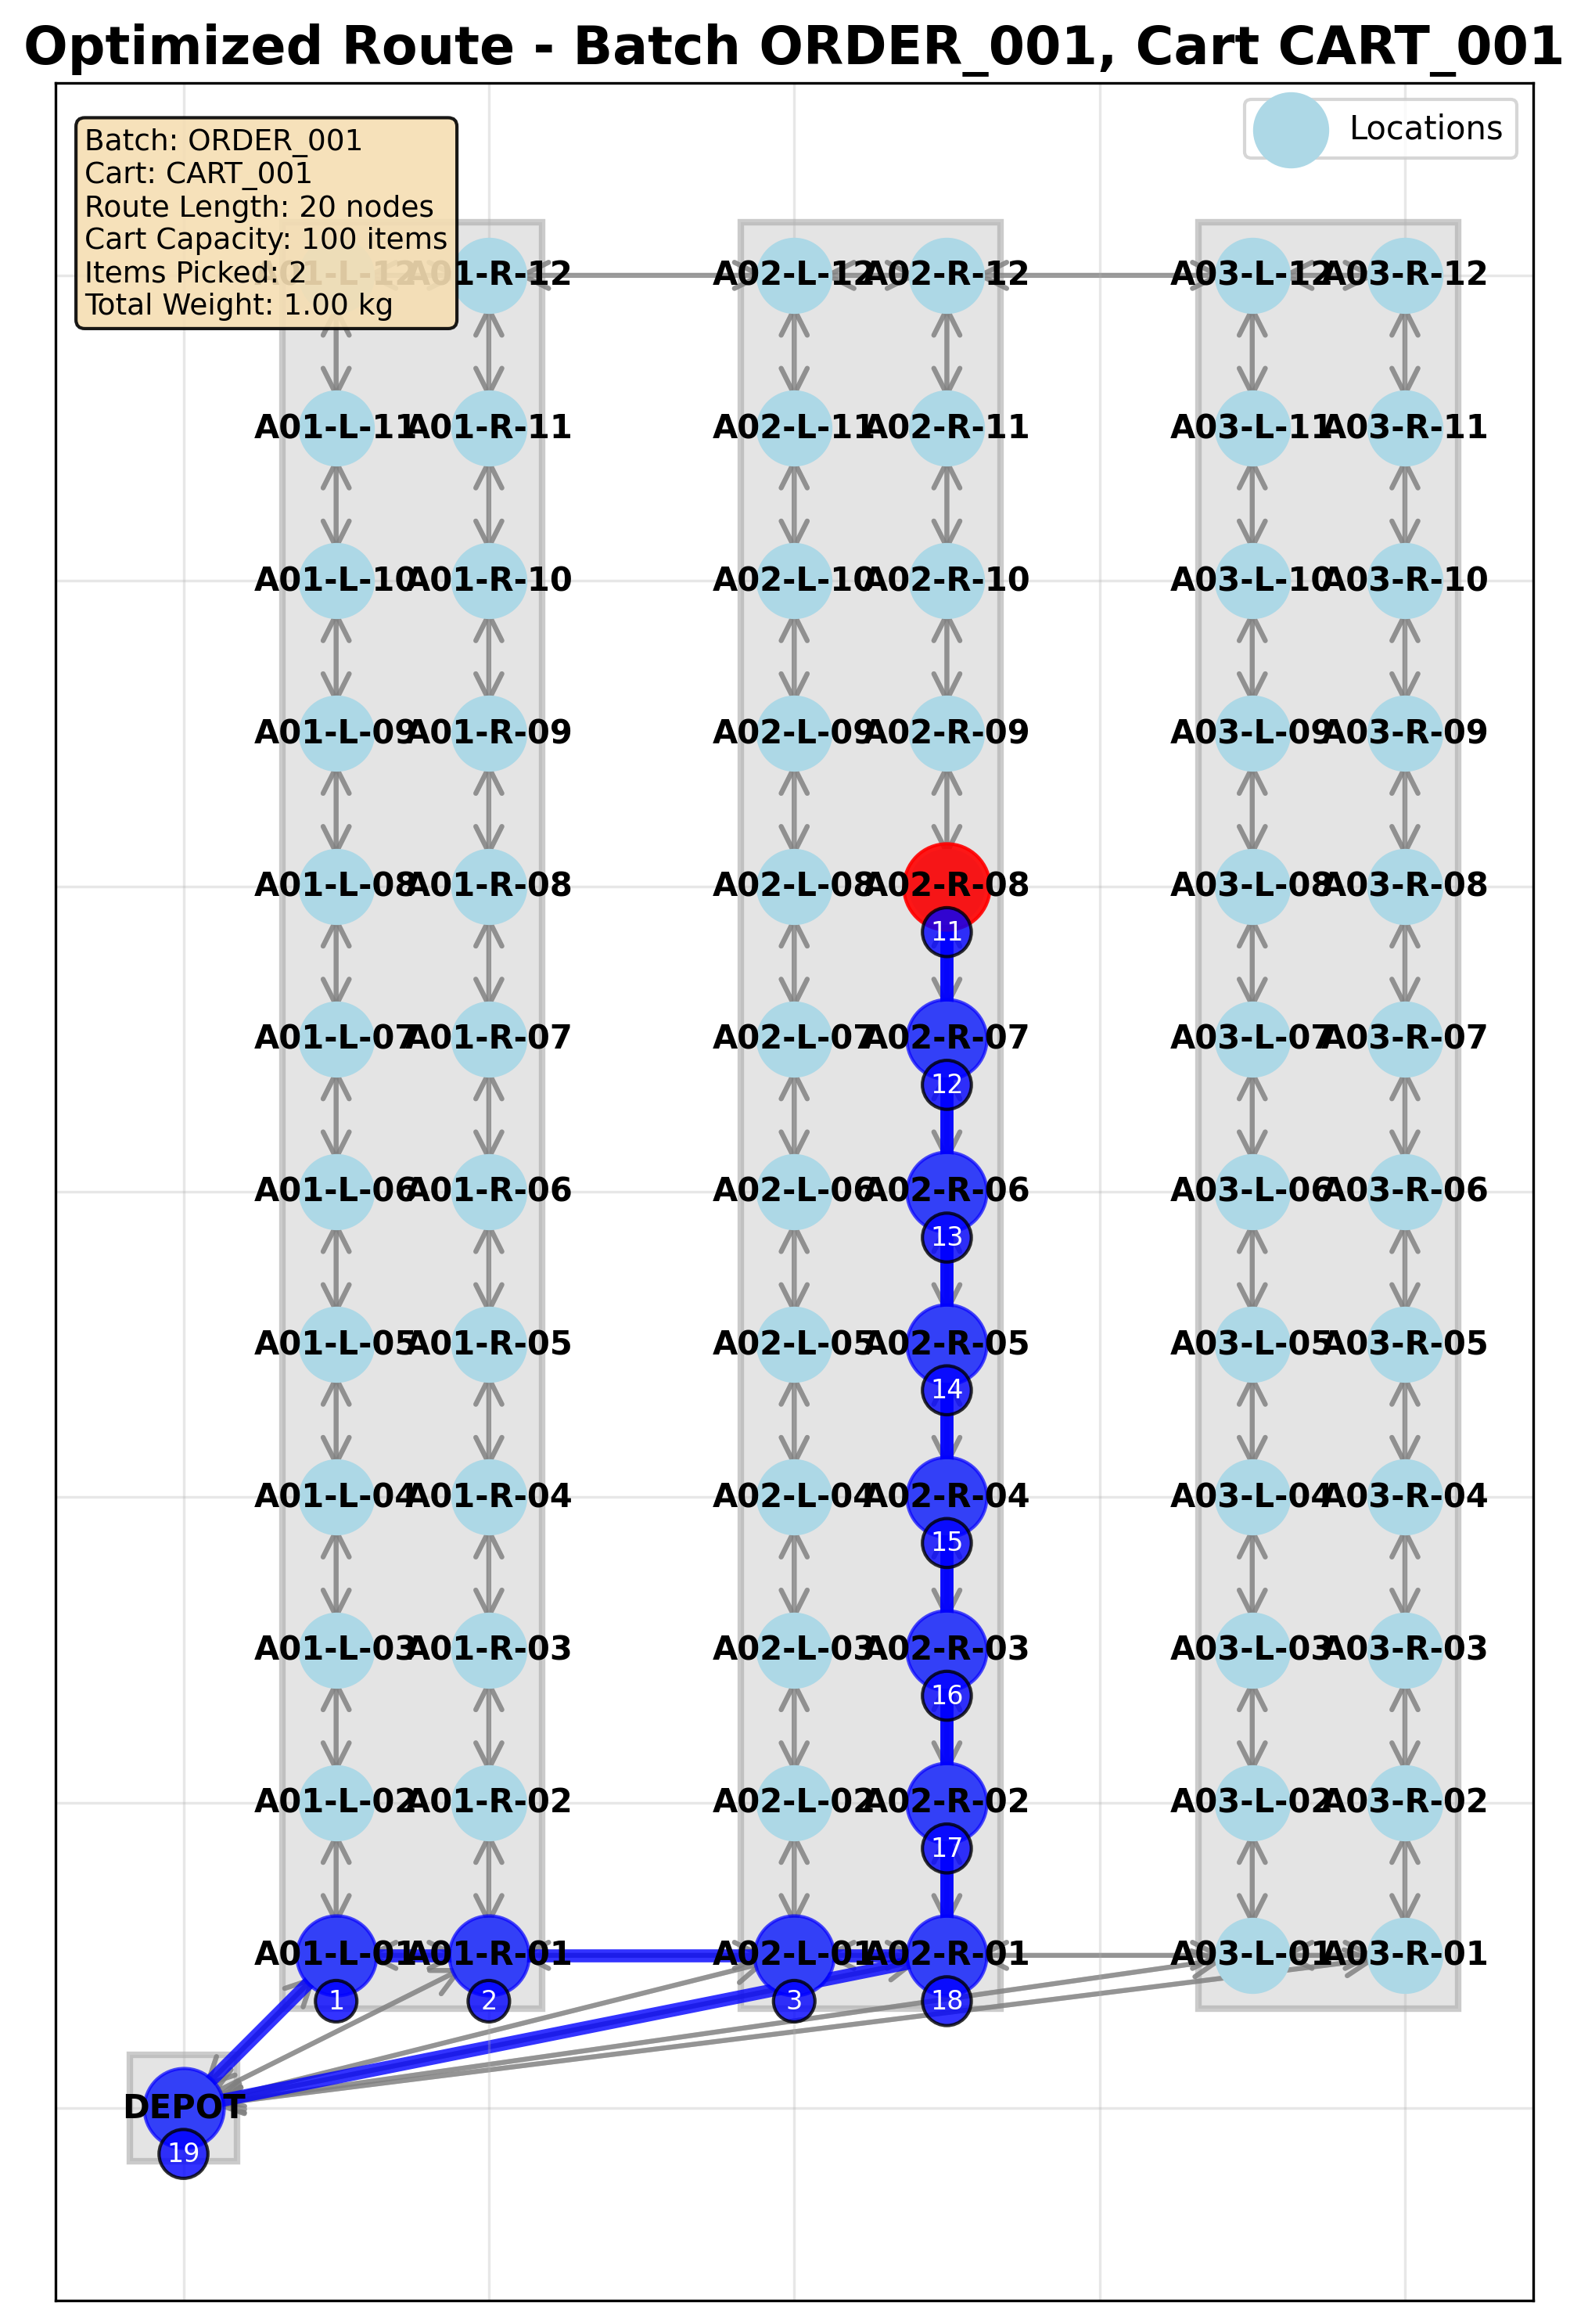 Optimized Route - Batch ORDER_001, Cart CART_001
Batch: ORDER_001
Cart: CART_001
Route Length: 20 nodes
Cart Capacity: 100 items
Items Picked: 2
Total Weight: 1.00 kg
Locations
A01-L-12 A01-R-12 A02-L-12 A02-R-12 A03-L-12 A03-R-12
A01-L-11 A01-R-11 A02-L-11 A02-R-11 A03-L-11 A03-R-11
A01-L-10 A01-R-10 A02-L-10 A02-R-10 A03-L-10 A03-R-10
A01-L-09 A01-R-09 A02-L-09 A02-R-09 A03-L-09 A03-R-09
A01-L-08 A01-R-08 A02-L-08 A02-R-08 A03-L-08 A03-R-08
11
A01-L-07 A01-R-07 A02-L-07 A02-R-07 A03-L-07 A03-R-07
12
A01-L-06 A01-R-06 A02-L-06 A02-R-06 A03-L-06 A03-R-06
13
A01-L-05 A01-R-05 A02-L-05 A02-R-05 A03-L-05 A03-R-05
14
A01-L-04 A01-R-04 A02-L-04 A02-R-04 A03-L-04 A03-R-04
15
A01-L-03 A01-R-03 A02-L-03 A02-R-03 A03-L-03 A03-R-03
16
A01-L-02 A01-R-02 A02-L-02 A02-R-02 A03-L-02 A03-R-02
17
A01-L-01 A01-R-01 A02-L-01 A02-R-01 A03-L-01 A03-R-01
1 2 3 18
DEPOT
19